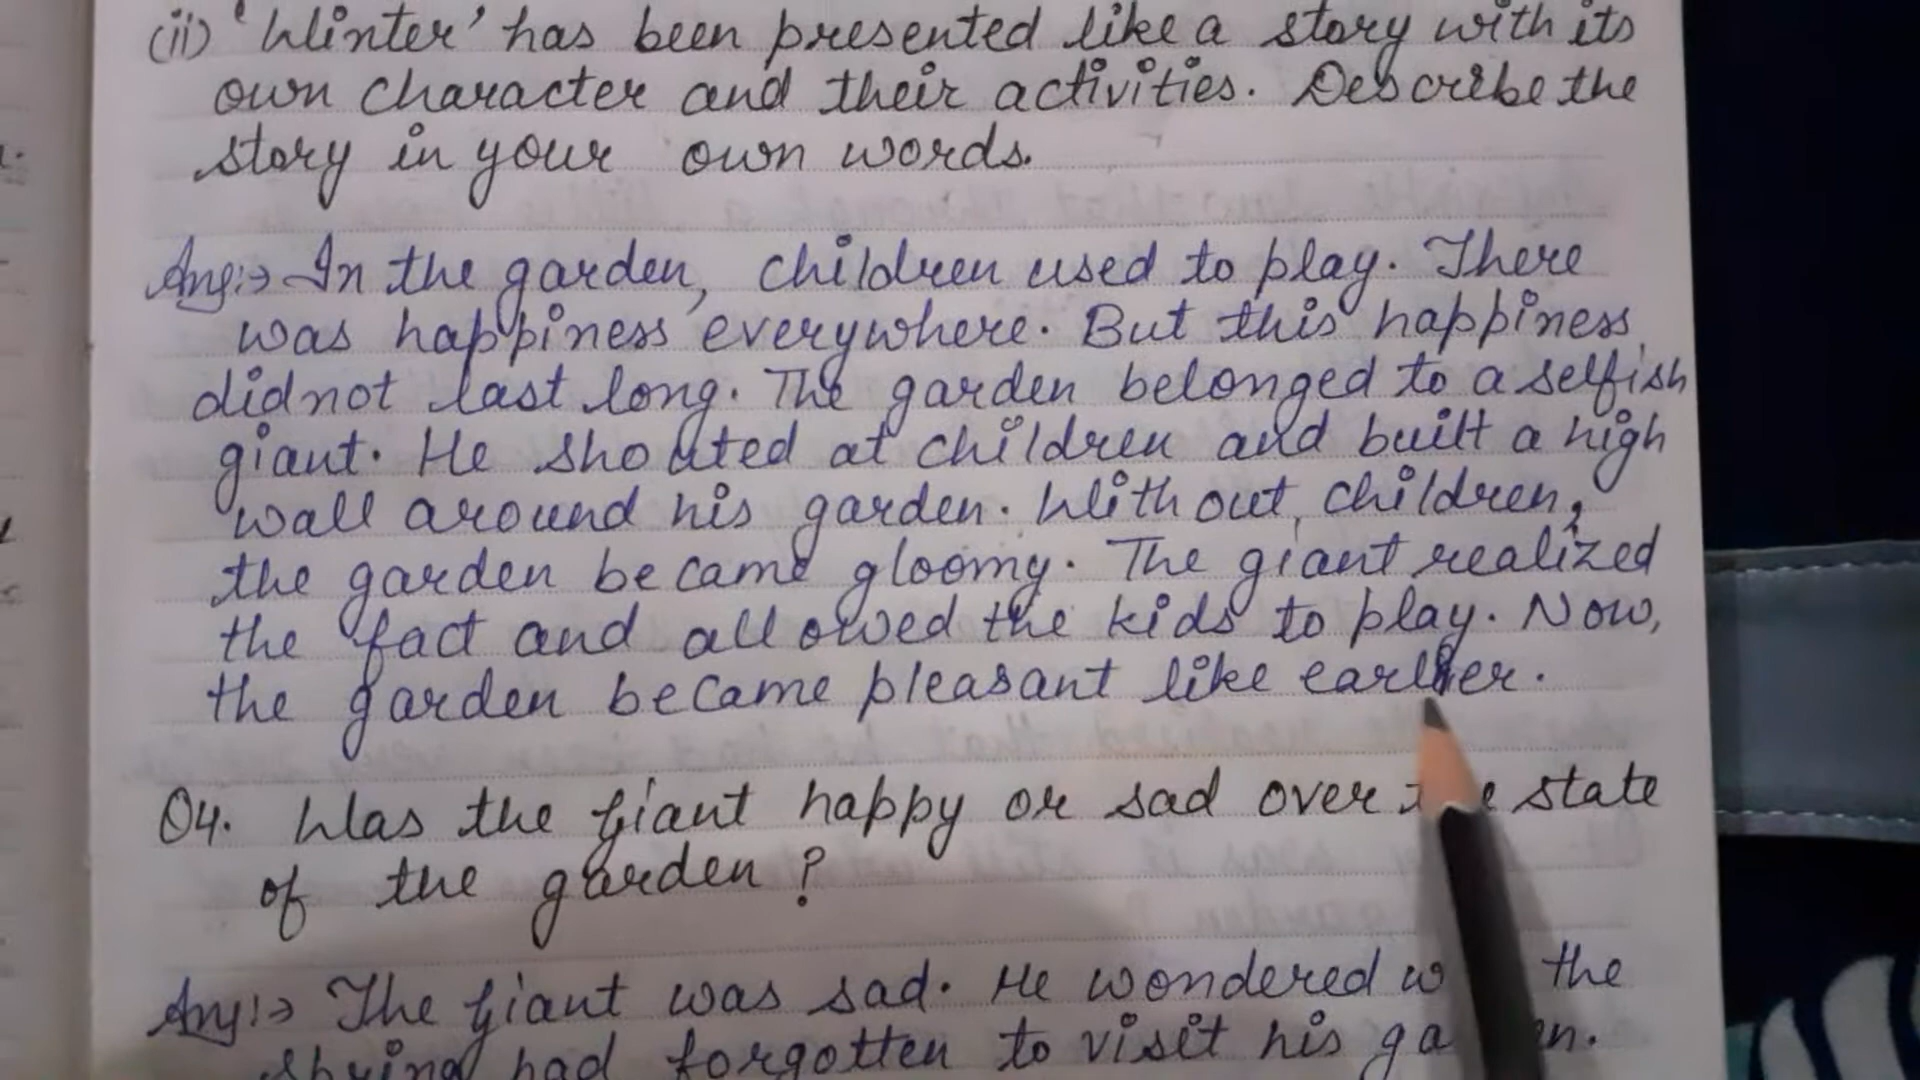 (ii) 'Winter' has been presented like a story with its
own character and their activities. Describe the
story in your own words.
Ans:→ In the garden, children used to play. There
was happiness everywhere. But this happiness
did not last long. The garden belonged to a selfish
giant. He shouted at children and built a high
wall around his garden. Without children,
the garden became gloomy. The giant realized
the fact and allowed the kids to play. Now,
the garden became pleasant like earlier.
Q4. Was the giant happy or sad over the state
of the garden?
Ans:→ The giant was sad. He wondered the
spring had forgotten to visit his garden.